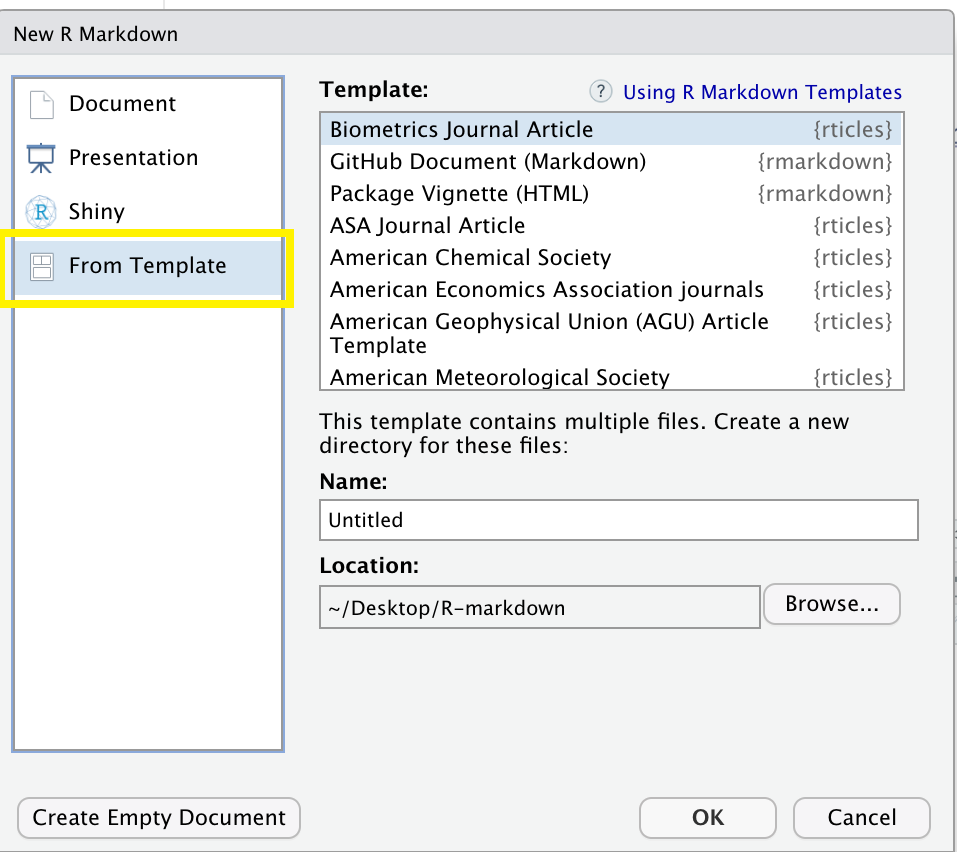 New R Markdown
Document
Presentation
R Shiny
From Template
Template:
? Using R Markdown Templates
Biometrics Journal Article {rticles}
GitHub Document (Markdown) {rmarkdown}
Package Vignette (HTML) {rmarkdown}
ASA Journal Article {rticles}
American Chemical Society {rticles}
American Economics Association journals {rticles}
American Geophysical Union (AGU) Article {rticles}
Template
American Meteorological Society {rticles}
This template contains multiple files. Create a new
directory for these files:
Name:
Untitled
Location:
~/Desktop/R-markdown
Browse...
Create Empty Document
OK
Cancel